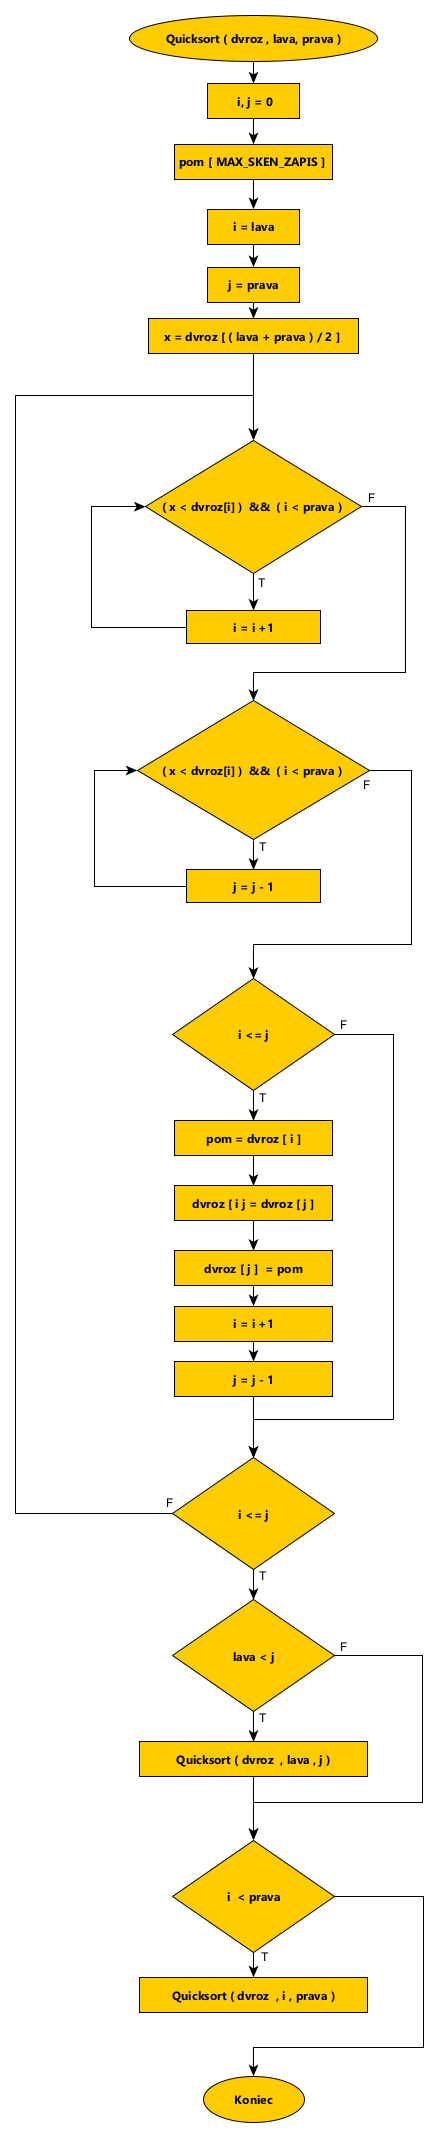 Quicksort ( dvroz , lava, prava )
i, j = 0
pom [ MAX_SKEN_ZAPIS ]
i = lava
j = prava
x = dvroz [ ( lava + prava ) / 2 ]
( x < dvroz[i] ) && ( i < prava )
F
T
i = i +1
( x < dvroz[i] ) && ( i < prava )
F
T
j = j - 1
i <= j
F
T
pom = dvroz [ i ]
dvroz [ i j = dvroz [ j ]
dvroz [ j ] = pom
i = i +1
j = j - 1
F
i <= j
T
lava < j
F
T
Quicksort ( dvroz , lava , j )
i < prava
T
Quicksort ( dvroz , i , prava )
Koniec